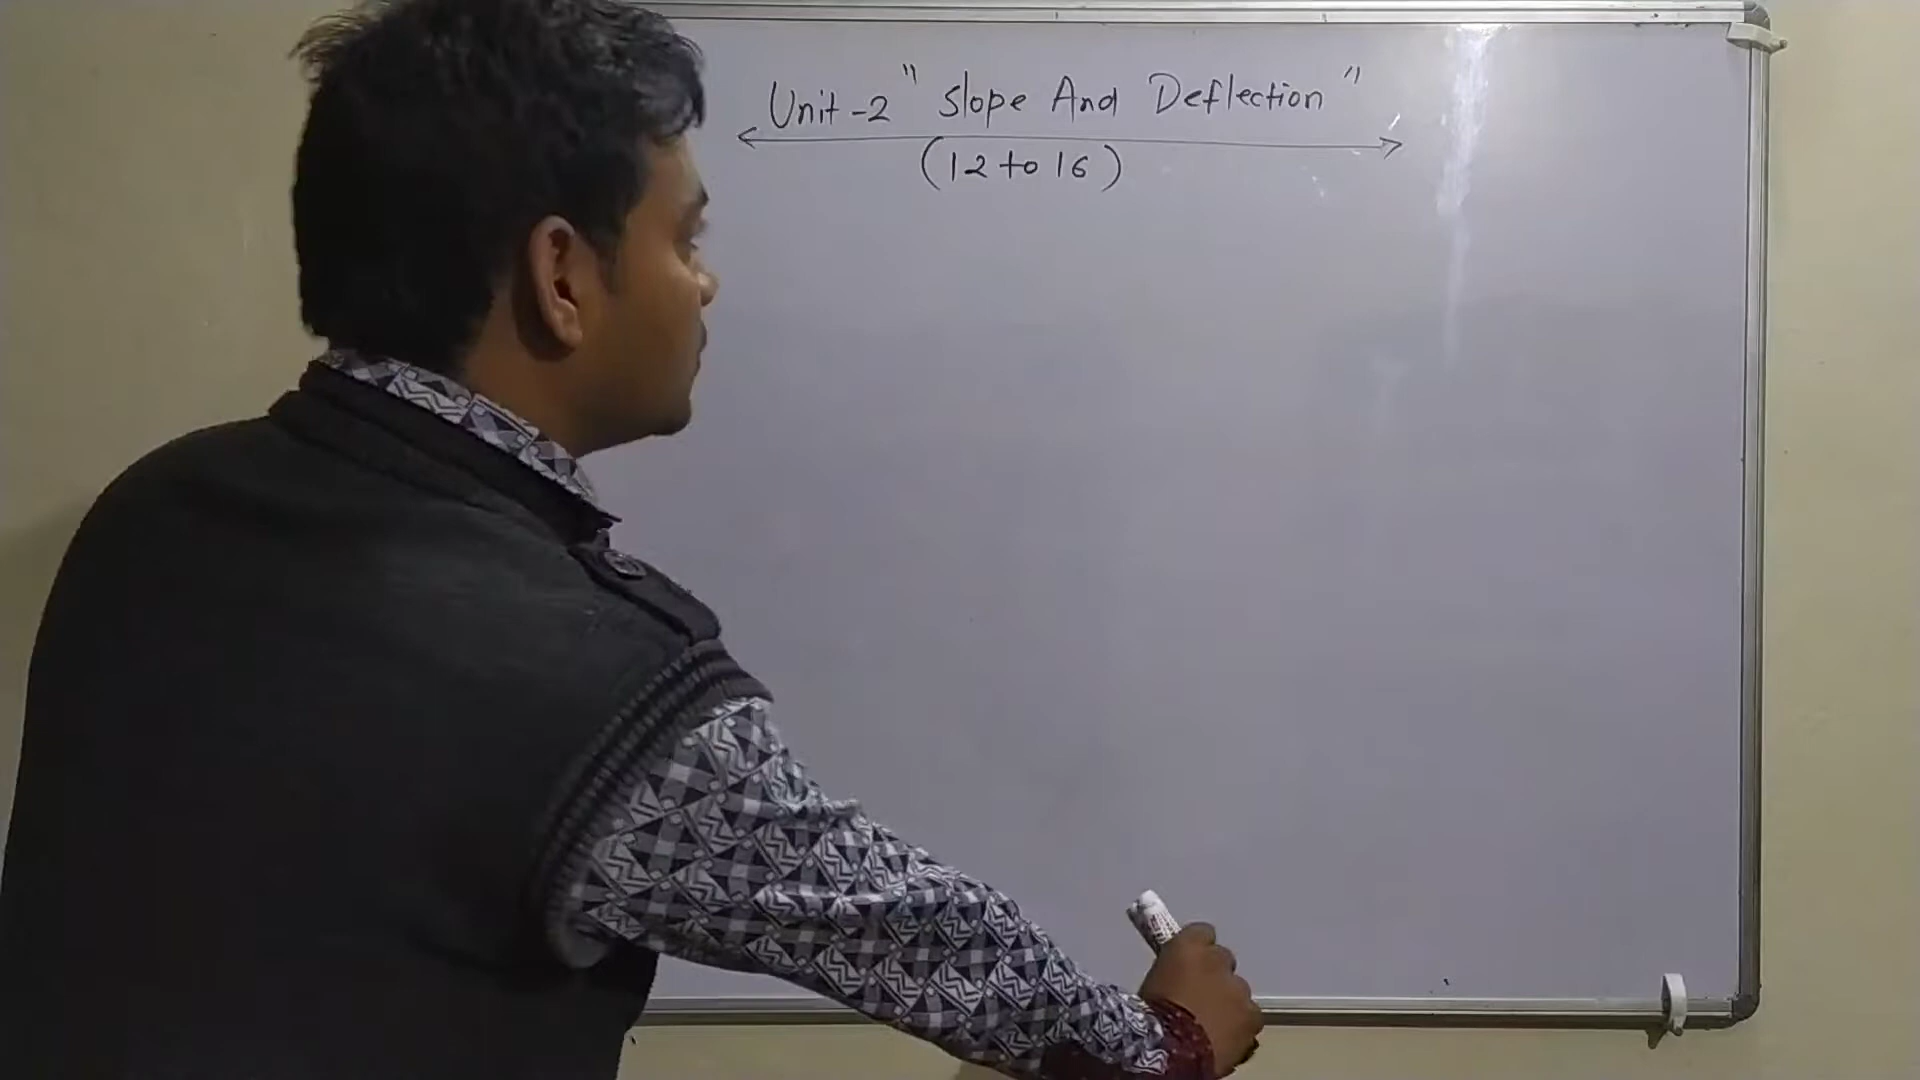 Unit-2 "Slope And Deflection"
(12 to 16)